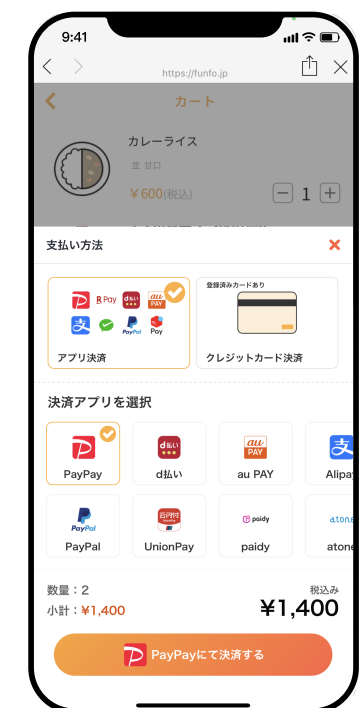 9:41
https://funfo.jp
カート
カレーライス
並 甘口
¥600(税込)
1
支払い方法
R Pay d払い au PAY
PayPal Pay
アプリ決済
登録済みカードあり
クレジットカード決済
決済アプリを選択
PayPay
d払い
d払い
au PAY
au PAY
Alipa
PayPal
PayPal
UnionPay
paidy
paidy
atone
atone
数量：2
小計：¥1,400
税込み
¥1,400
PayPayにて決済する